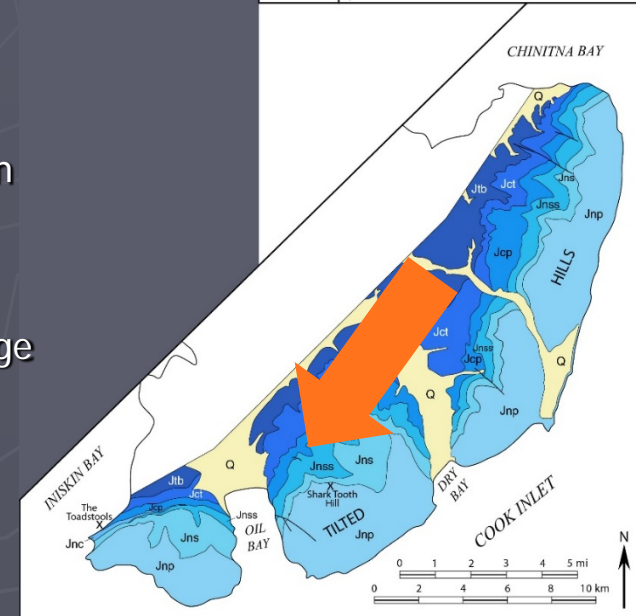 CHINITNA BAY
Q
Jns
Jtb
Jct
Jnss
Jnp
Jcp
HILLS
Jct
Jnss
Jcp
Q
Q
Jnp
Jnss
Jns
INISKIN BAY
Q
Jtb
Jct
Shark Tooth
Hill
X
DRY
BAY
The
Toadstools
X
Jcp
Jnss
OIL
BAY
TILTED
Jnp
COOK INLET
Jnc
Jns
Jnp
N
0 1 2 3 4 5 mi
0 2 4 6 8 10 km